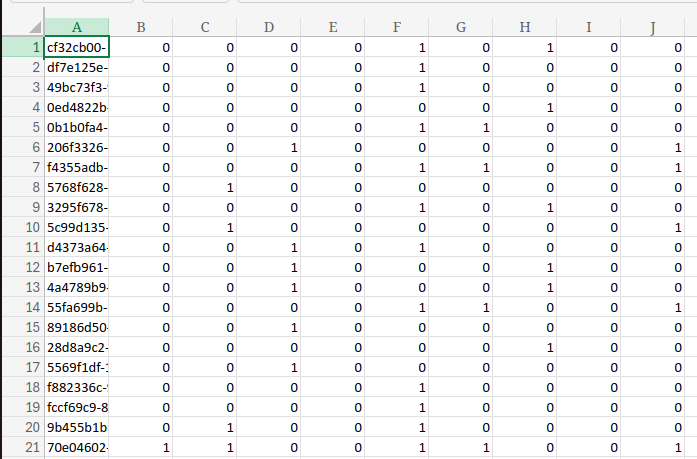 A B C D E F G H I J
1 cf32cb00- 0 0 0 0 1 0 1 0 0
2 df7e125e- 0 0 0 0 1 0 0 0 0
3 49bc73f3- 0 0 0 0 1 0 0 0 0
4 0ed4822b- 0 0 0 0 0 0 1 0 0
5 0b1b0fa4- 0 0 0 0 1 1 0 0 0
6 206f3326- 0 0 1 0 0 0 0 0 1
7 f4355adb- 0 0 0 0 1 1 0 0 1
8 5768f628- 0 1 0 0 0 0 0 0 0
9 3295f678- 0 0 0 0 1 0 1 0 0
10 5c99d135- 0 1 0 0 0 0 0 0 1
11 d4373a64- 0 0 1 0 1 0 0 0 0
12 b7efb961- 0 0 1 0 0 0 1 0 0
13 4a4789b9- 0 0 1 0 0 0 1 0 0
14 55fa699b- 0 0 0 0 1 1 0 0 1
15 89186d50- 0 0 1 0 0 0 0 0 0
16 28d8a9c2- 0 0 0 0 0 0 1 0 0
17 5569f1df- 0 0 1 0 0 0 0 0 0
18 f882336c- 0 0 0 0 1 0 0 0 0
19 fccf69c9-8 0 0 0 0 1 0 0 0 0
20 9b455b1b 0 1 0 0 1 0 0 0 0
21 70e04602- 1 1 0 0 1 1 0 0 1